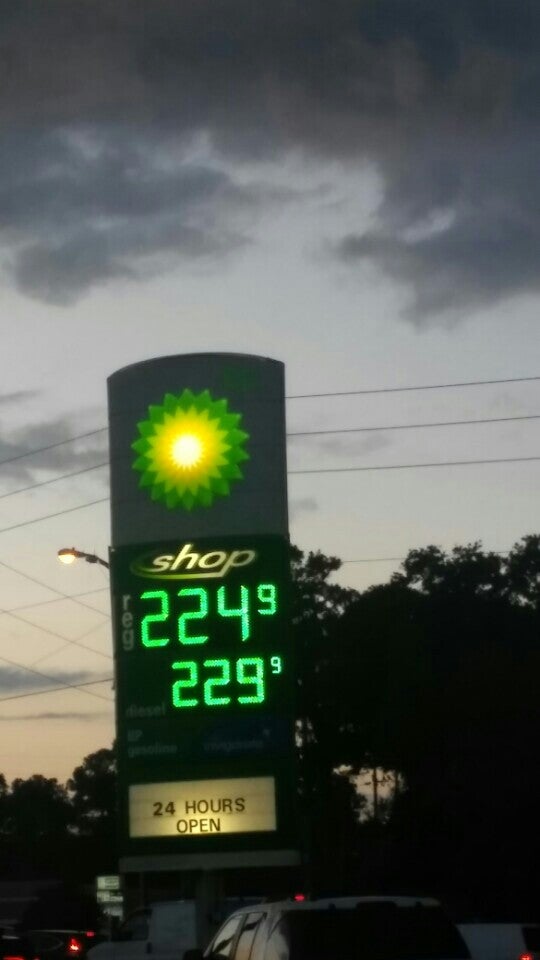 shop
reg 224 9
229 9
diesel
BP
gasoline
24 HOURS
OPEN